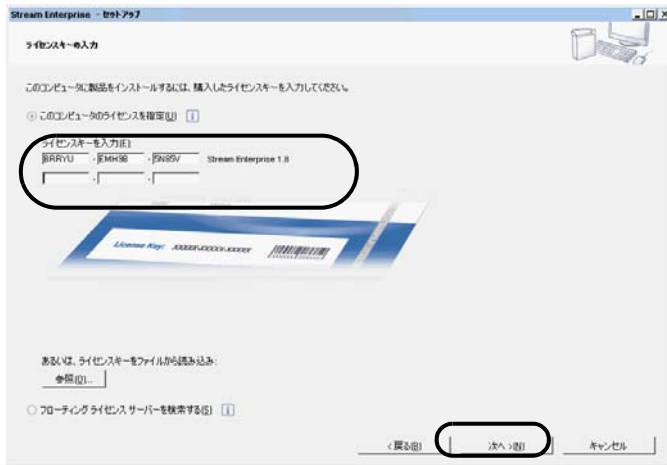 Stream Enterprise - セットアップ
ライセンスキーの入力
このコンピュータに製品をインストールするには、購入したライセンスキーを入力してください。
このコンピュータのライセンスを指定(U)
ライセンスキーを入力(E)
BRRYU - EMH98 - 5N85V Stream Enterprise 1.8
- -
License Key: XXXXX-XXXXX-XXXXX
あるいは、ライセンスキーをファイルから読み込み:
参照(O)...
フローティング ライセンス サーバーを検索する(S)
< 戻る(B) 次へ >(N) キャンセル